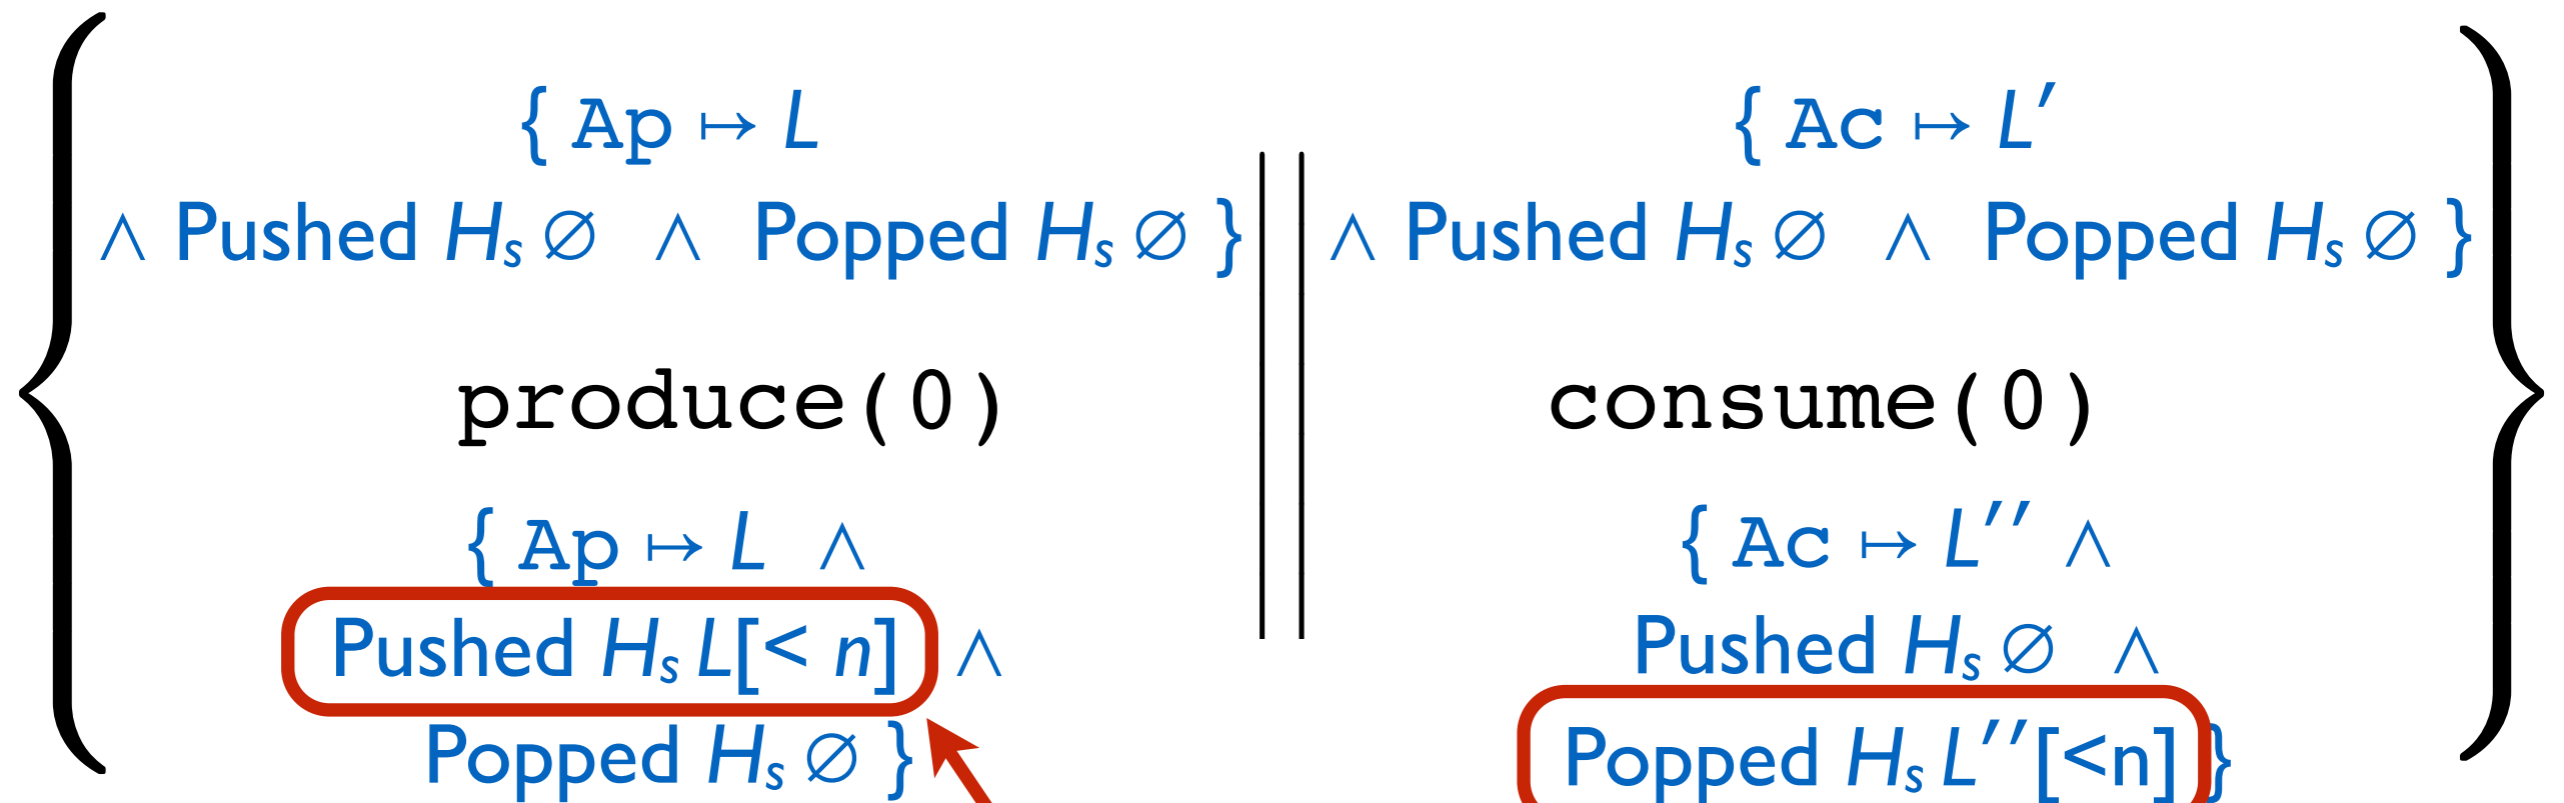 { Ap ↦ L
∧ Pushed Hₛ ∅ ∧ Popped Hₛ ∅ }
produce(0)
{ Ap ↦ L ∧
Pushed Hₛ L[< n] ∧
Popped Hₛ ∅ }
{ Ac ↦ L′
∧ Pushed Hₛ ∅ ∧ Popped Hₛ ∅ }
consume(0)
{ Ac ↦ L′′ ∧
Pushed Hₛ ∅ ∧
Popped Hₛ L′′[<n] }